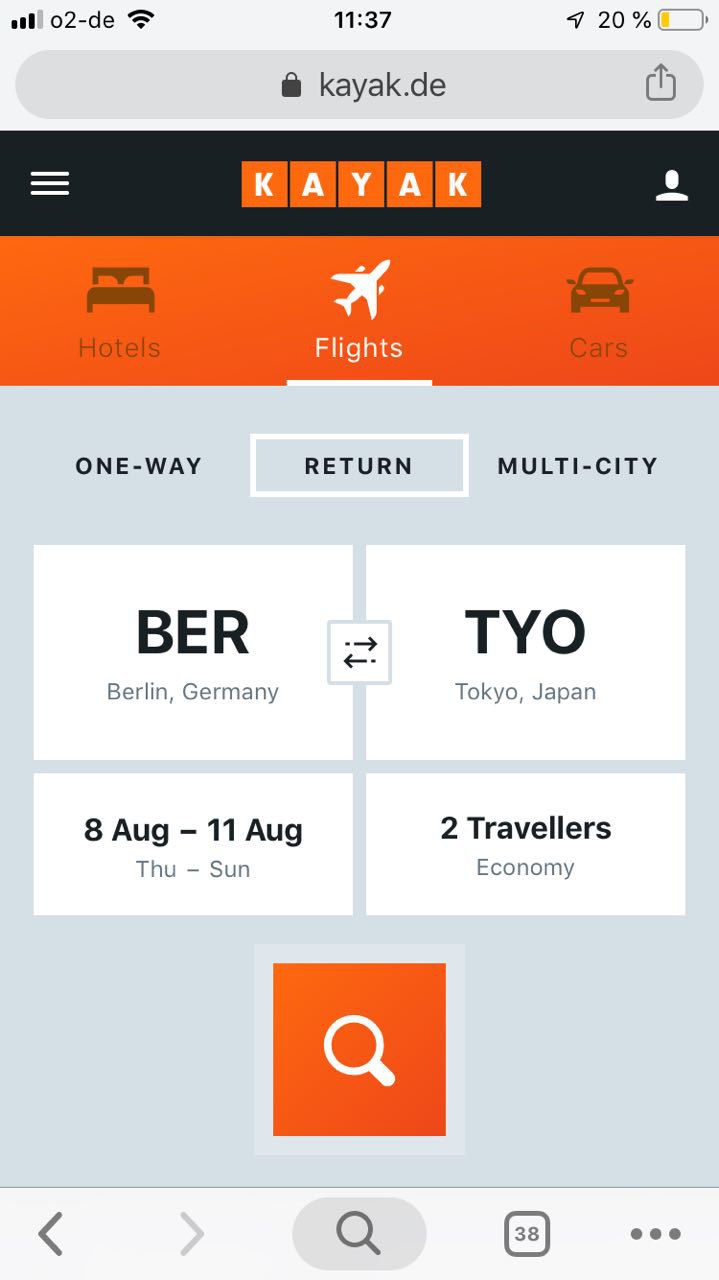 o2-de 11:37 20 %
kayak.de
KAYAK
Hotels Flights Cars
ONE-WAY RETURN MULTI-CITY
BER TYO
Berlin, Germany Tokyo, Japan
8 Aug – 11 Aug 2 Travellers
Thu – Sun Economy
38